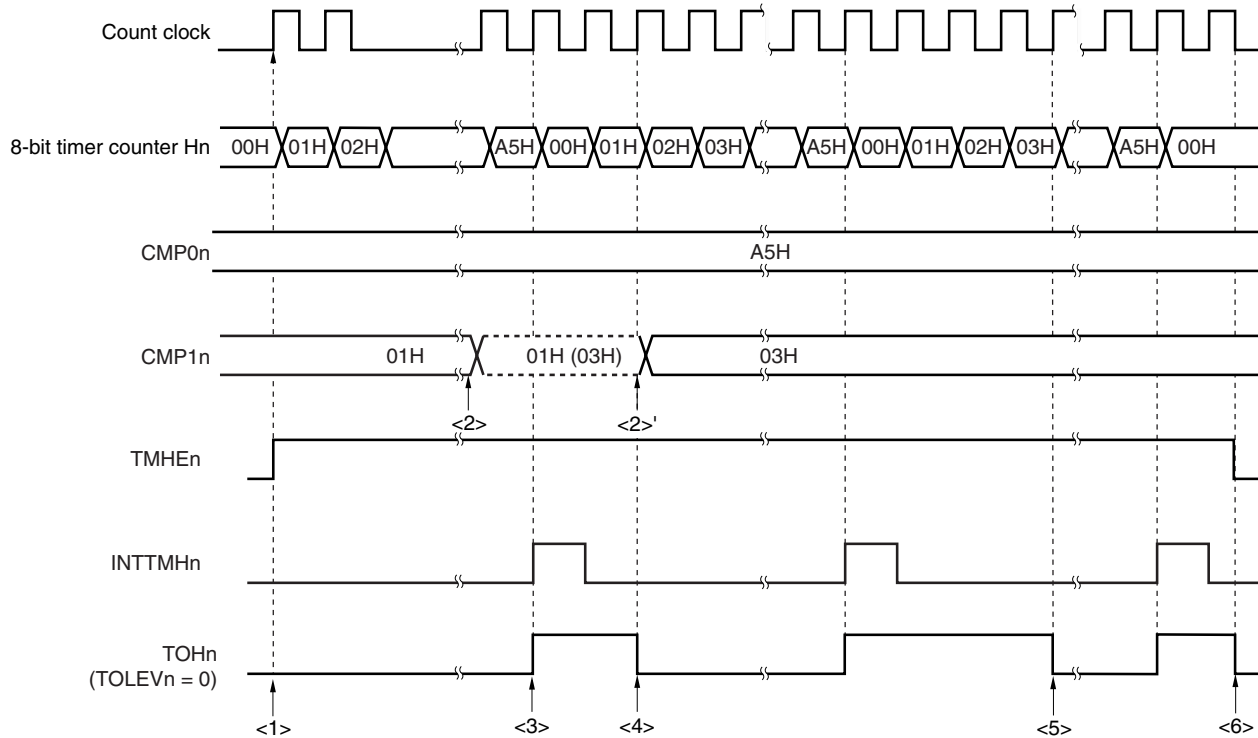 Count clock
8-bit timer counter Hn 00H 01H 02H A5H 00H 01H 02H 03H A5H 00H 01H 02H 03H A5H 00H
CMP0n A5H
CMP1n 01H 01H (03H) 03H
<2> <2>'
TMHEn
INTTMHn
TOHn
(TOLEVn = 0)
<1> <3> <4> <5> <6>